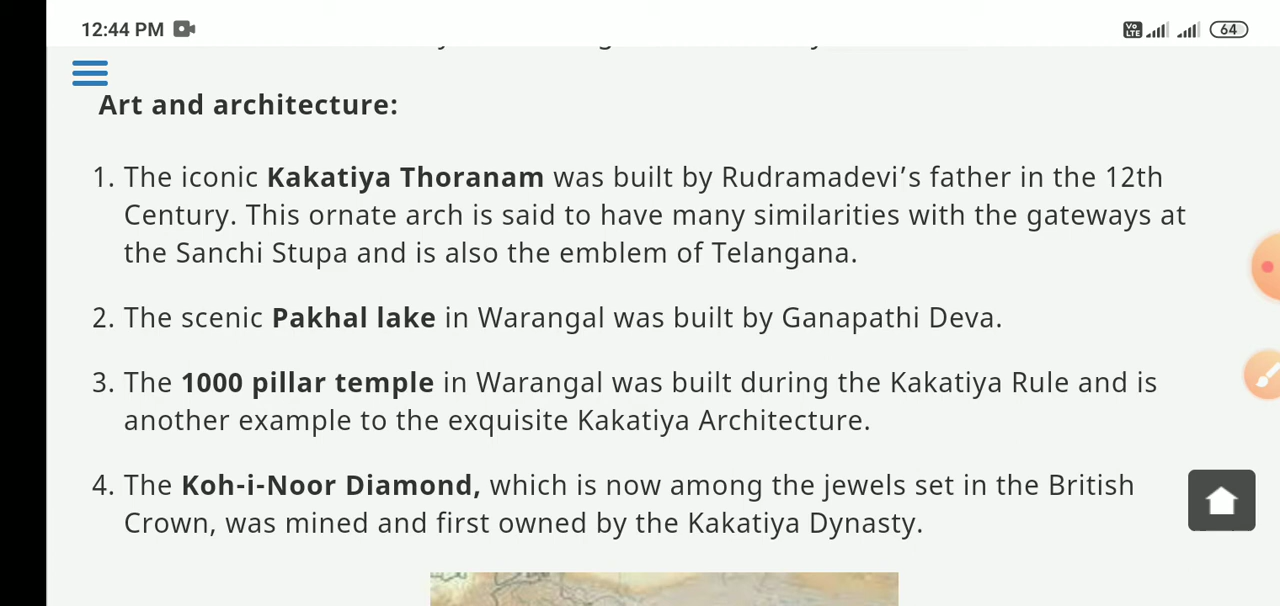 12:44 PM
Vo LTE
64
Art and architecture:
1. The iconic Kakatiya Thoranam was built by Rudramadevi’s father in the 12th
Century. This ornate arch is said to have many similarities with the gateways at
the Sanchi Stupa and is also the emblem of Telangana.
2. The scenic Pakhal lake in Warangal was built by Ganapathi Deva.
3. The 1000 pillar temple in Warangal was built during the Kakatiya Rule and is
another example to the exquisite Kakatiya Architecture.
4. The Koh-i-Noor Diamond, which is now among the jewels set in the British
Crown, was mined and first owned by the Kakatiya Dynasty.